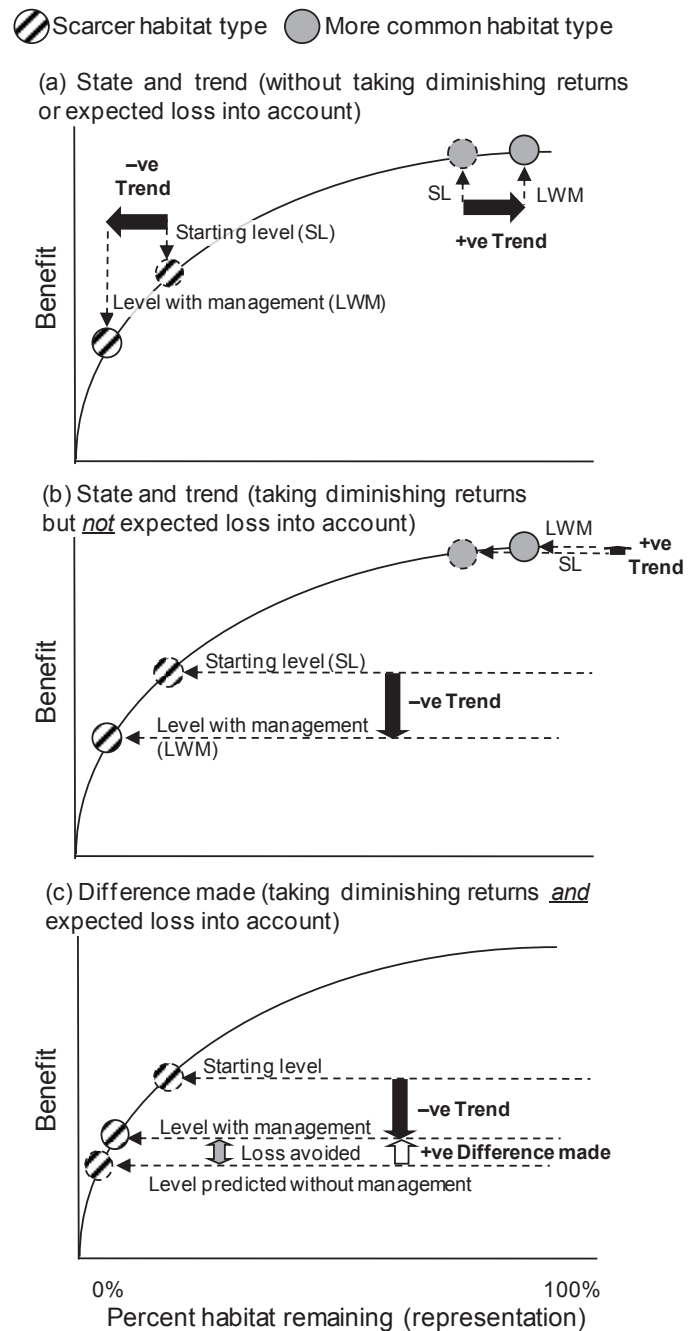 Scarcer habitat type More common habitat type
(a) State and trend (without taking diminishing returns
or expected loss into account)
–ve
Trend
SL
LWM
Starting level (SL)
+ve Trend
Level with management (LWM)
Benefit
(b) State and trend (taking diminishing returns
but not expected loss into account)
LWM
+ve
SL
Trend
Starting level (SL)
–ve Trend
Level with management
(LWM)
Benefit
(c) Difference made (taking diminishing returns and
expected loss into account)
Starting level
–ve Trend
Level with management
Loss avoided
+ve Difference made
Level predicted without management
Benefit
0% 100%
Percent habitat remaining (representation)